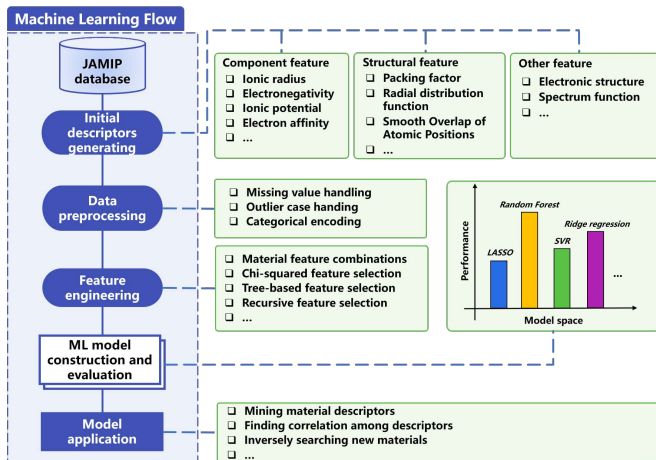 Machine Learning Flow
JAMIP
database
Initial
descriptors
generating
Data
preprocessing
Feature
engineering
ML model
construction and
evaluation
Model
application
Component feature
❑ Ionic radius
❑ Electronegativity
❑ Ionic potential
❑ Electron affinity
❑ ...
Structural feature
❑ Packing factor
❑ Radial distribution
function
❑ Smooth Overlap of
Atomic Positions
❑ ...
Other feature
❑ Electronic structure
❑ Spectrum function
❑ ...
❑ Missing value handling
❑ Outlier case handing
❑ Categorical encoding
❑ Material feature combinations
❑ Chi-squared feature selection
❑ Tree-based feature selection
❑ Recursive feature selection
❑ ...
Performance
LASSO
Random Forest
SVR
Ridge regression
...
Model space
❑ Mining material descriptors
❑ Finding correlation among descriptors
❑ Inversely searching new materials
❑ ...